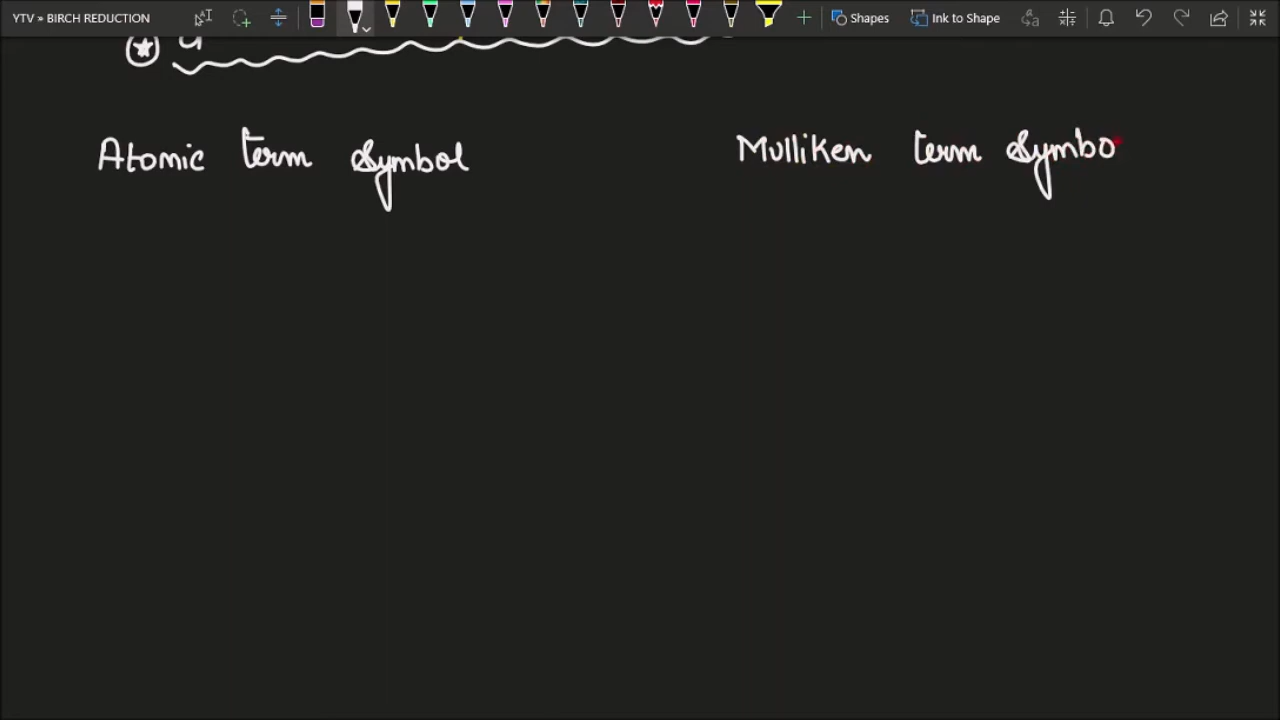 YTV » BIRCH REDUCTION Shapes Ink to Shape
Atomic term symbol Mulliken term symbo